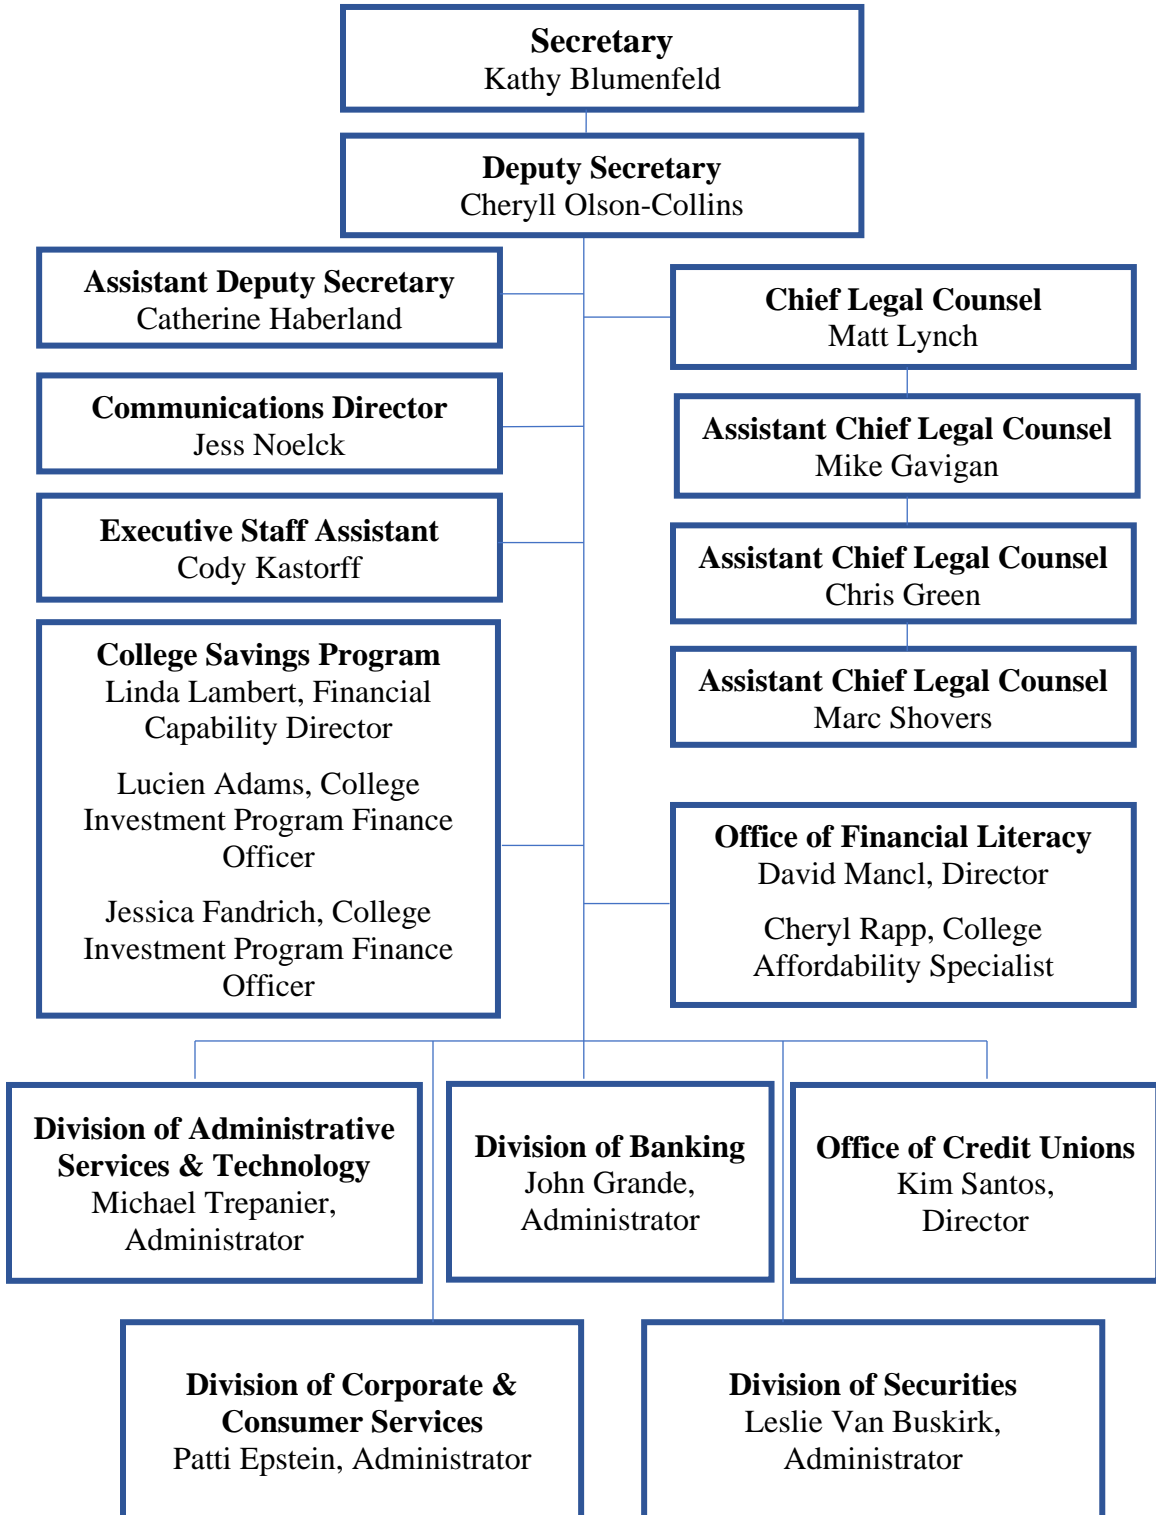 Secretary
Kathy Blumenfeld
Deputy Secretary
Cheryll Olson-Collins
Assistant Deputy Secretary
Catherine Haberland
Chief Legal Counsel
Matt Lynch
Communications Director
Jess Noelck
Assistant Chief Legal Counsel
Mike Gavigan
Executive Staff Assistant
Cody Kastorff
Assistant Chief Legal Counsel
Chris Green
College Savings Program
Linda Lambert, Financial
Capability Director
Lucien Adams, College
Investment Program Finance
Officer
Jessica Fandrich, College
Investment Program Finance
Officer
Assistant Chief Legal Counsel
Marc Shovers
Office of Financial Literacy
David Mancl, Director
Cheryl Rapp, College
Affordability Specialist
Division of Administrative
Services & Technology
Michael Trepanier,
Administrator
Division of Banking
John Grande,
Administrator
Office of Credit Unions
Kim Santos,
Director
Division of Corporate &
Consumer Services
Patti Epstein, Administrator
Division of Securities
Leslie Van Buskirk,
Administrator